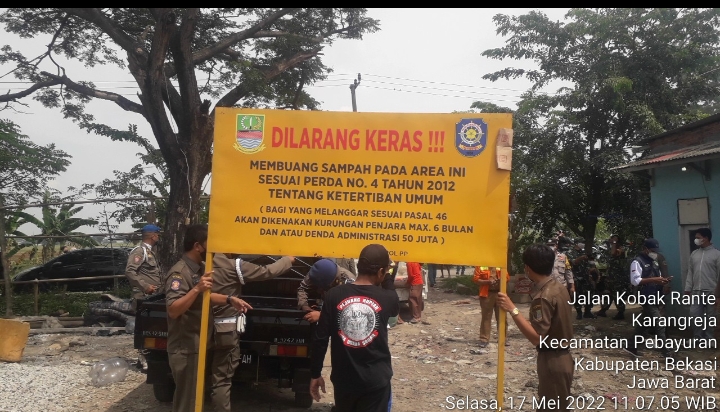 DILARANG KERAS !!!
MEMBUANG SAMPAH PADA AREA INI
SESUAI PERDA NO. 4 TAHUN 2012
TENTANG KETERTIBAN UMUM
( BAGI YANG MELANGGAR SESUAI PASAL 46
AKAN DIKENAKAN KURUNGAN PENJARA MAX. 6 BULAN
DAN ATAU DENDA ADMINISTRASI 50 JUTA )
Jalan Kobak Rante
Karangreja
Kecamatan Pebayuran
Kabupaten Bekasi
Jawa Barat
Selasa, 17 Mei 2022 11.07.05 WIB